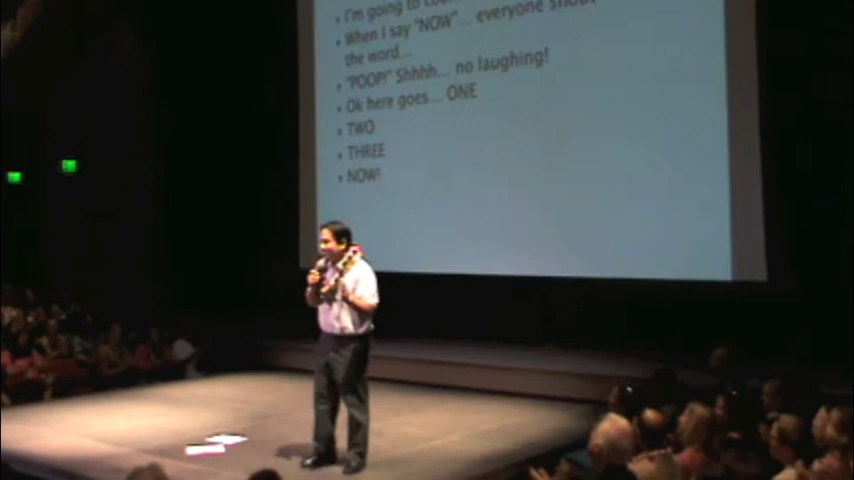 › I'm going to
› When I say "NOW"... everyone shout
the word...
› "POOP!" Shhhh... no laughing!
› Ok here goes... ONE
› TWO
› THREE
› NOW!